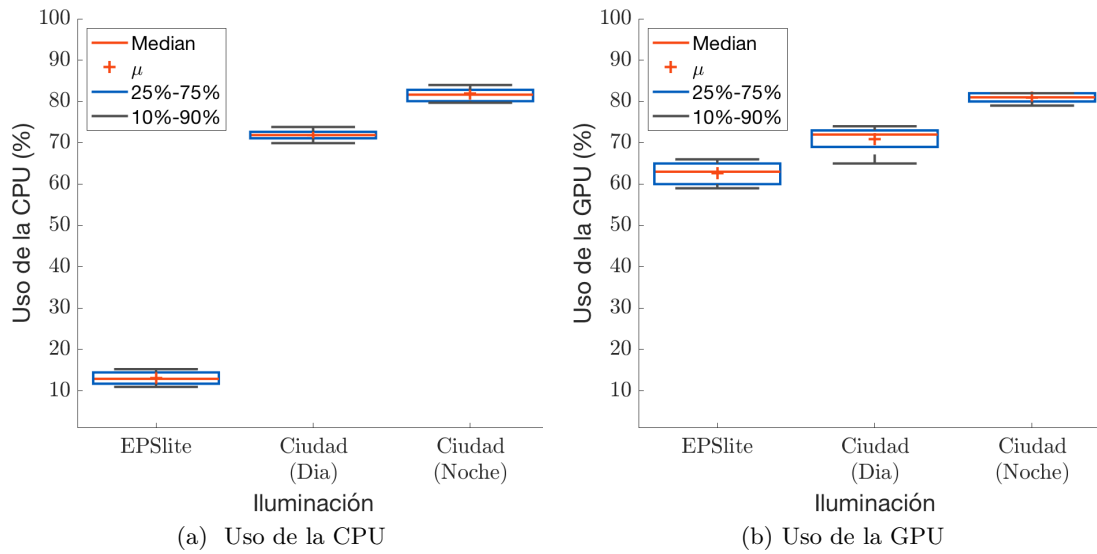 100
90
80
70
60
50
40
30
20
10
Uso de la CPU (%)
Median
μ
25%-75%
10%-90%
EPSlite
Ciudad
(Dia)
Ciudad
(Noche)
Iluminación
(a) Uso de la CPU
100
90
80
70
60
50
40
30
20
10
Uso de la GPU (%)
Median
μ
25%-75%
10%-90%
EPSlite
Ciudad
(Dia)
Ciudad
(Noche)
Iluminación
(b) Uso de la GPU